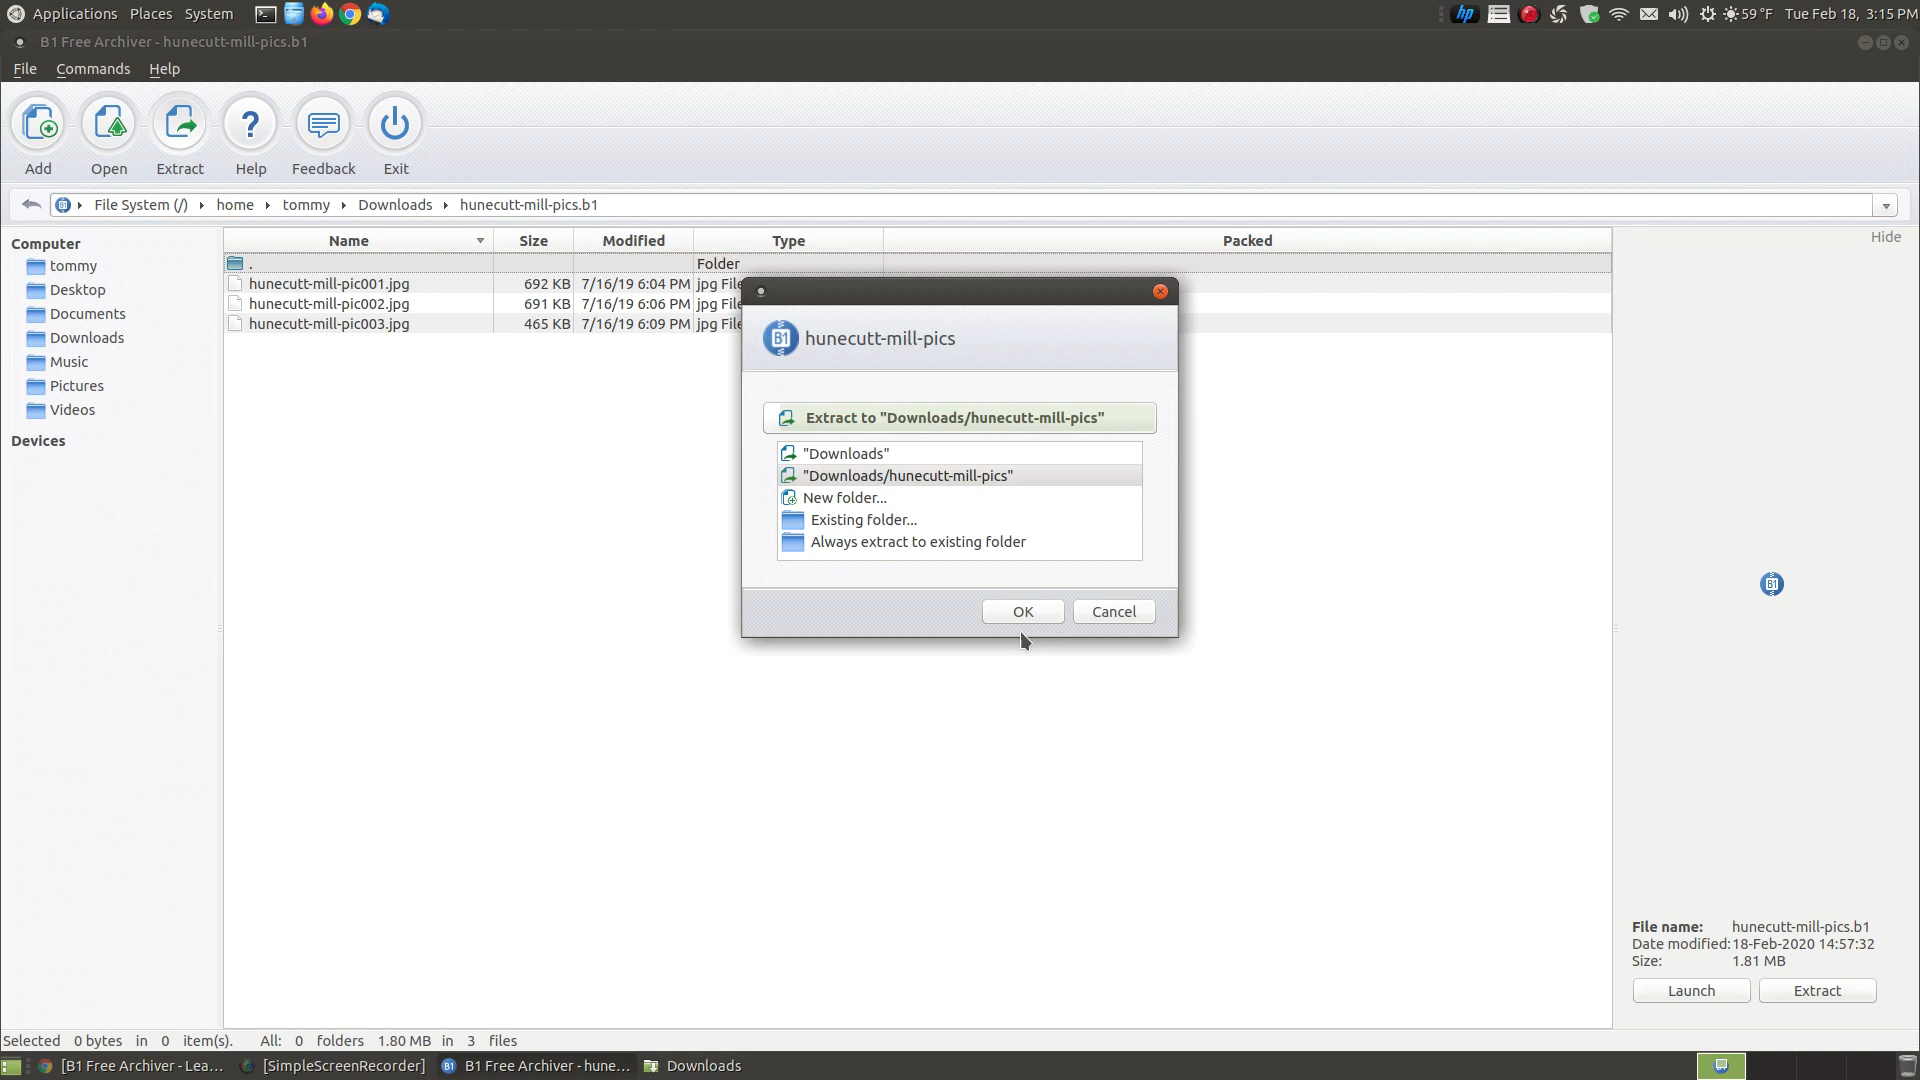 Applications Places System
hp
59 °F Tue Feb 18, 3:15 PM
B1 Free Archiver - hunecutt-mill-pics.b1
File Commands Help
Add Open Extract Help Feedback Exit
B1 File System (/) home tommy Downloads hunecutt-mill-pics.b1
Computer
tommy
Desktop
Documents
Downloads
Music
Pictures
Videos
Devices
Name Size Modified Type Packed
. Folder
hunecutt-mill-pic001.jpg 692 KB 7/16/19 6:04 PM jpg File
hunecutt-mill-pic002.jpg 691 KB 7/16/19 6:06 PM jpg File
hunecutt-mill-pic003.jpg 465 KB 7/16/19 6:09 PM jpg File
Hide
B1 hunecutt-mill-pics
Extract to "Downloads/hunecutt-mill-pics"
"Downloads"
"Downloads/hunecutt-mill-pics"
New folder...
Existing folder...
Always extract to existing folder
OK Cancel
B1
File name: hunecutt-mill-pics.b1
Date modified: 18-Feb-2020 14:57:32
Size: 1.81 MB
Launch Extract
Selected 0 bytes in 0 item(s). All: 0 folders 1.80 MB in 3 files
[B1 Free Archiver - Lea... [SimpleScreenRecorder] B1 B1 Free Archiver - hune... Downloads